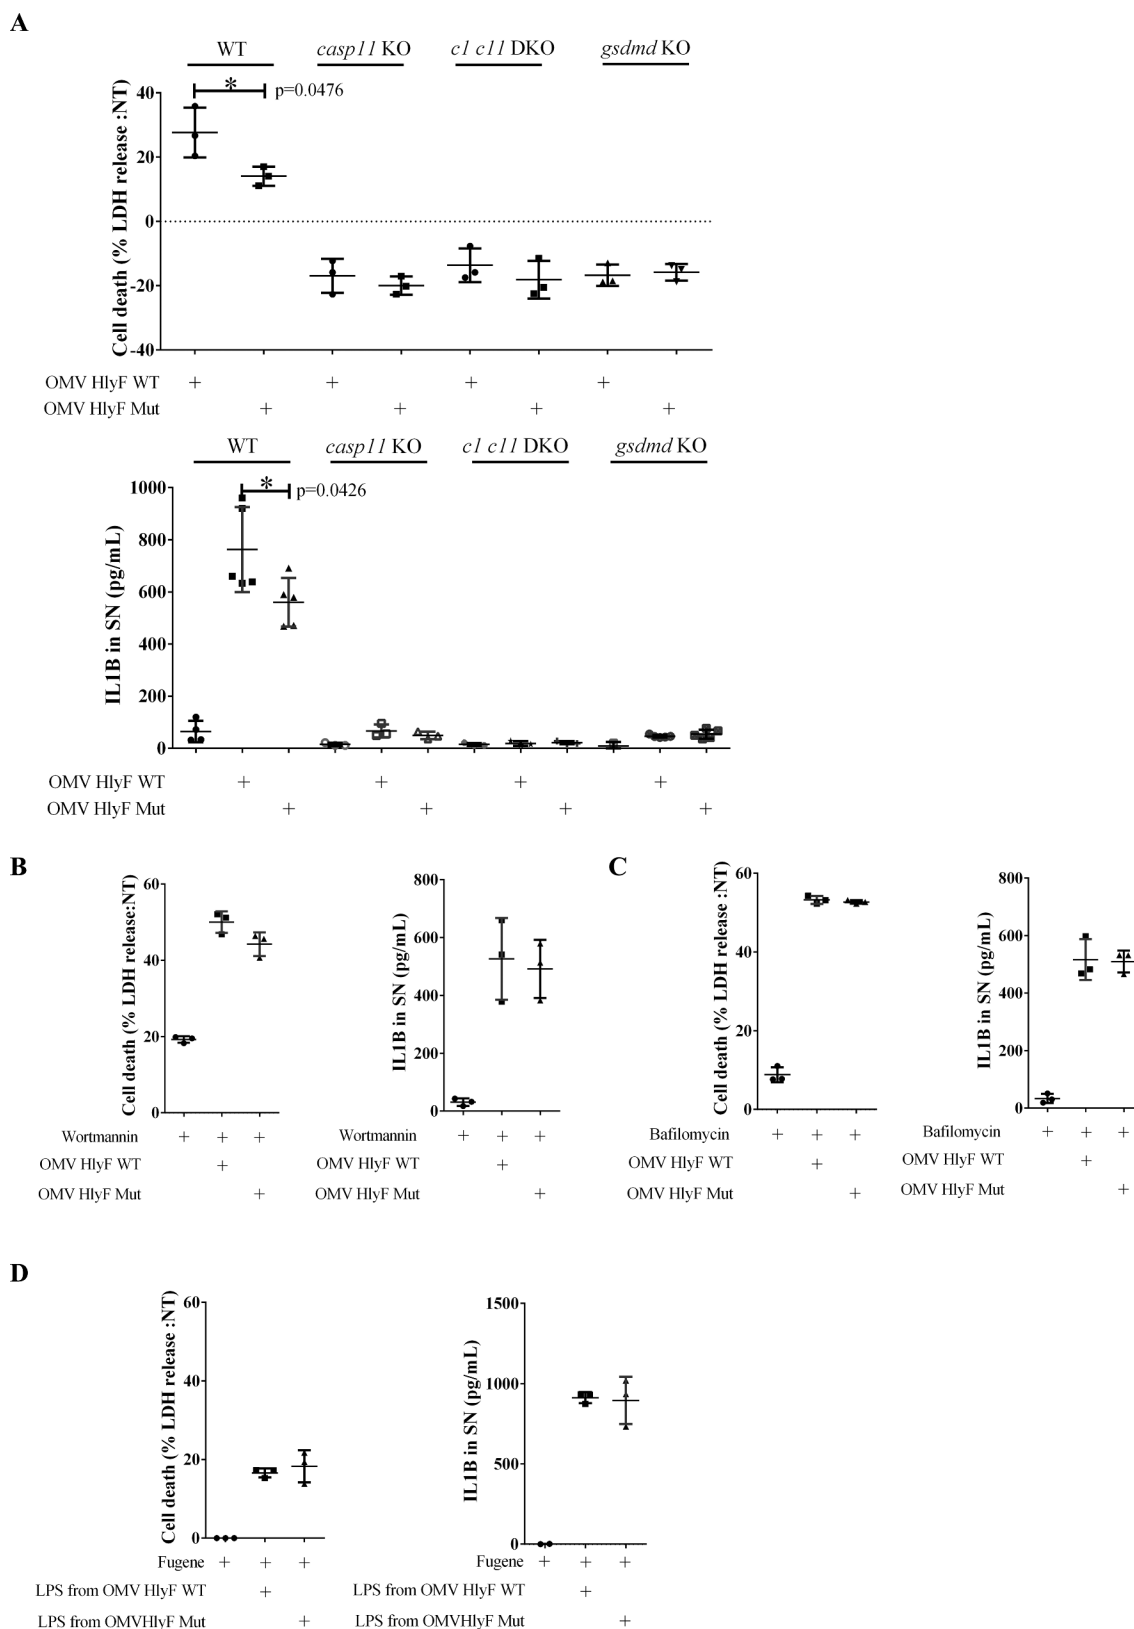 A
WT casp11 KO c1 c11 DKO gsdmd KO
* p=0.0476
Cell death (% LDH release :NT)
40
20
0
-20
-40
OMV HlyF WT + + + +
OMV HlyF Mut + + + +
WT casp11 KO c1 c11 DKO gsdmd KO
* p=0.0426
IL1B in SN (pg/mL)
1000
800
600
400
200
0
OMV HlyF WT + + + +
OMV HlyF Mut + + + +
B
Cell death (% LDH release:NT)
60
40
20
0
Wortmannin + + +
OMV HlyF WT +
OMV HlyF Mut +
IL1B in SN (pg/mL)
800
600
400
200
0
Wortmannin + + +
OMV HlyF WT +
OMV HlyF Mut +
C
Cell death (% LDH release :NT)
60
40
20
0
Bafilomycin + + +
OMV HlyF WT +
OMV HlyF Mut +
IL1B in SN (pg/mL)
800
600
400
200
0
Bafilomycin + + +
OMV HlyF WT +
OMV HlyF Mut +
D
Cell death (% LDH release :NT)
60
40
20
0
Fugene + + +
LPS from OMV HlyF WT +
LPS from OMVHlyF Mut +
IL1B in SN (pg/mL)
1500
1000
500
0
Fugene + + +
LPS from OMV HlyF WT +
LPS from OMVHlyF Mut +